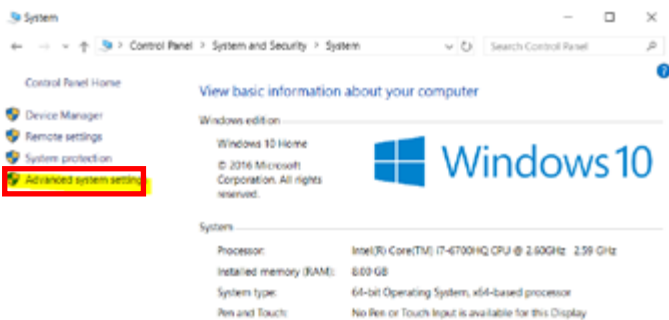 System
Control Panel > System and Security > System
Search Control Panel
Control Panel Home
Device Manager
Remote settings
System protection
Advanced system setting
View basic information about your computer
Windows edition
Windows 10 Home
© 2016 Microsoft
Corporation. All rights
reserved.
Windows 10
System
Processor: Intel(R) Core(TM) i7-6700HQ CPU @ 2.60GHz 2.59 GHz
Installed memory (RAM): 8.00 GB
System type: 64-bit Operating System, x64-based processor
Pen and Touch: No Pen or Touch Input is available for this Display